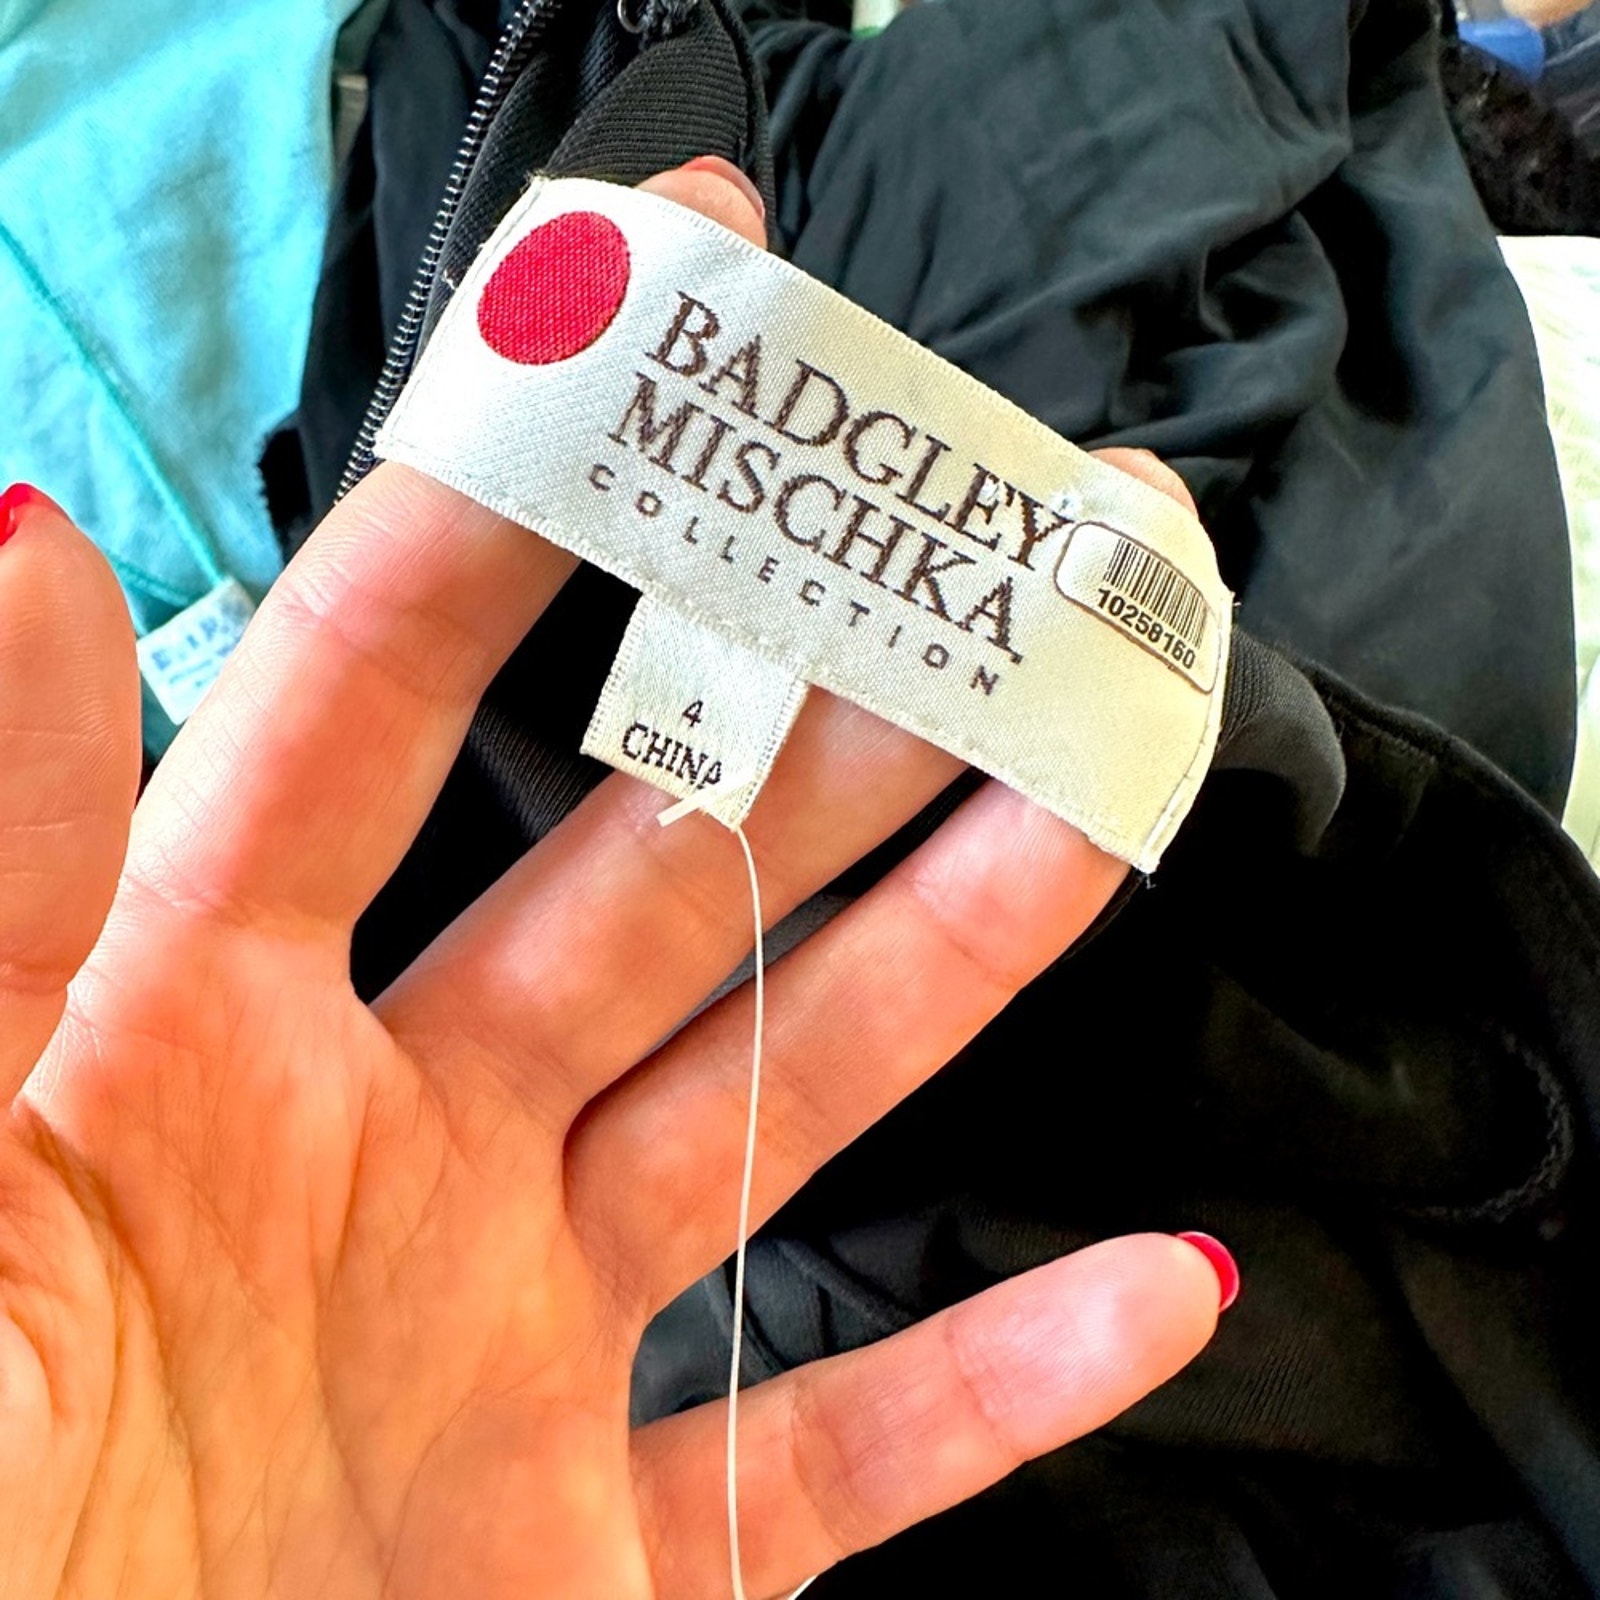 BADGLEY
MISCHKA
COLLECTION
10258160
4
CHINA